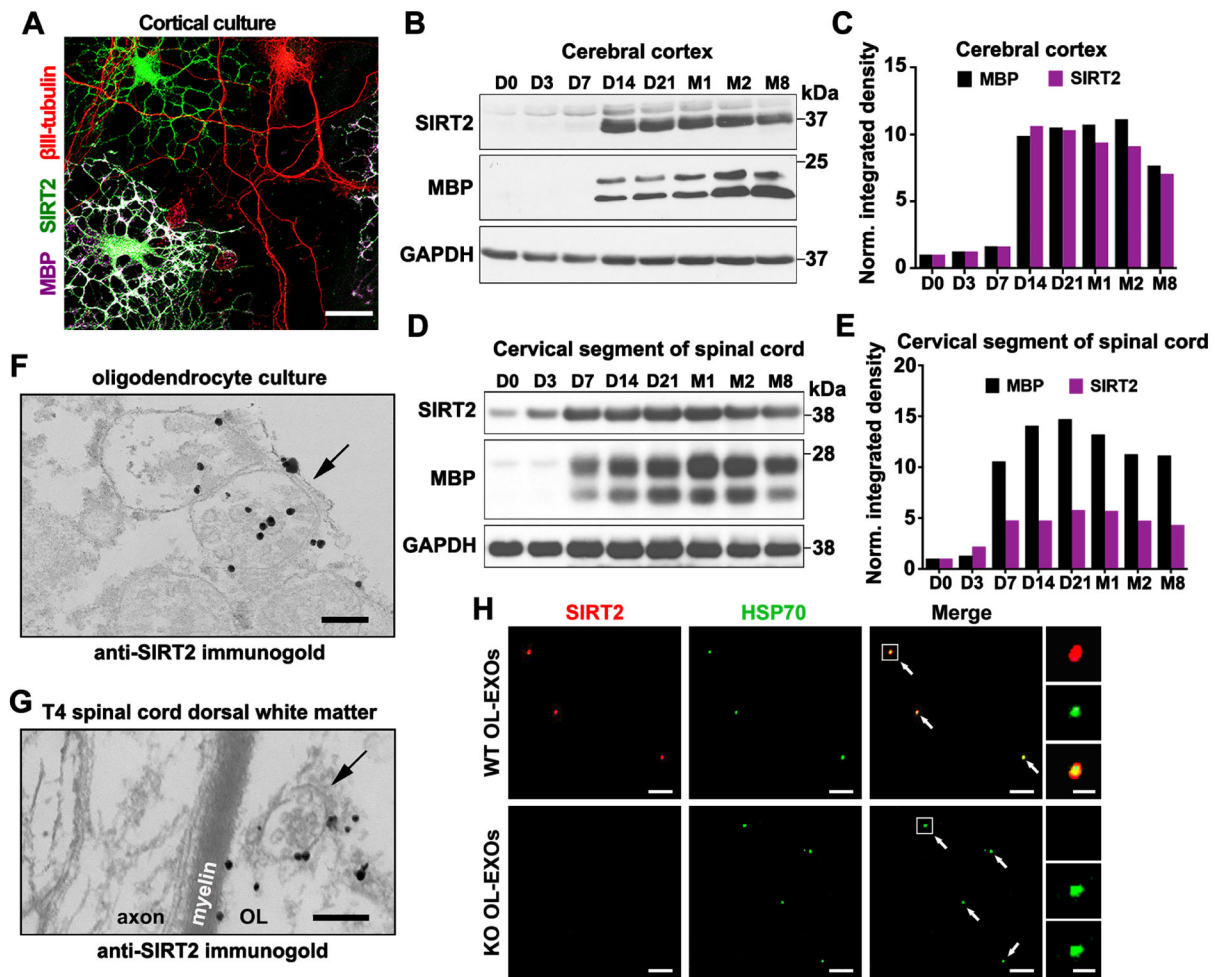 A
Cortical culture
MBP SIRT2 βIII-tubulin
B
Cerebral cortex
D0 D3 D7 D14 D21 M1 M2 M8
kDa
SIRT2
37
25
MBP
GAPDH
37
C
Cerebral cortex
MBP SIRT2
Norm. integrated density
15
10
5
0
D0 D3 D7 D14 D21 M1 M2 M8
D
Cervical segment of spinal cord
D0 D3 D7 D14 D21 M1 M2 M8
kDa
SIRT2
38
28
MBP
GAPDH
38
E
Cervical segment of spinal cord
MBP SIRT2
Norm. integrated density
20
15
10
5
0
D0 D3 D7 D14 D21 M1 M2 M8
F
oligodendrocyte culture
anti-SIRT2 immunogold
G
T4 spinal cord dorsal white matter
axon
myelin
OL
anti-SIRT2 immunogold
H
SIRT2 HSP70 Merge
WT OL-EXOs
KO OL-EXOs